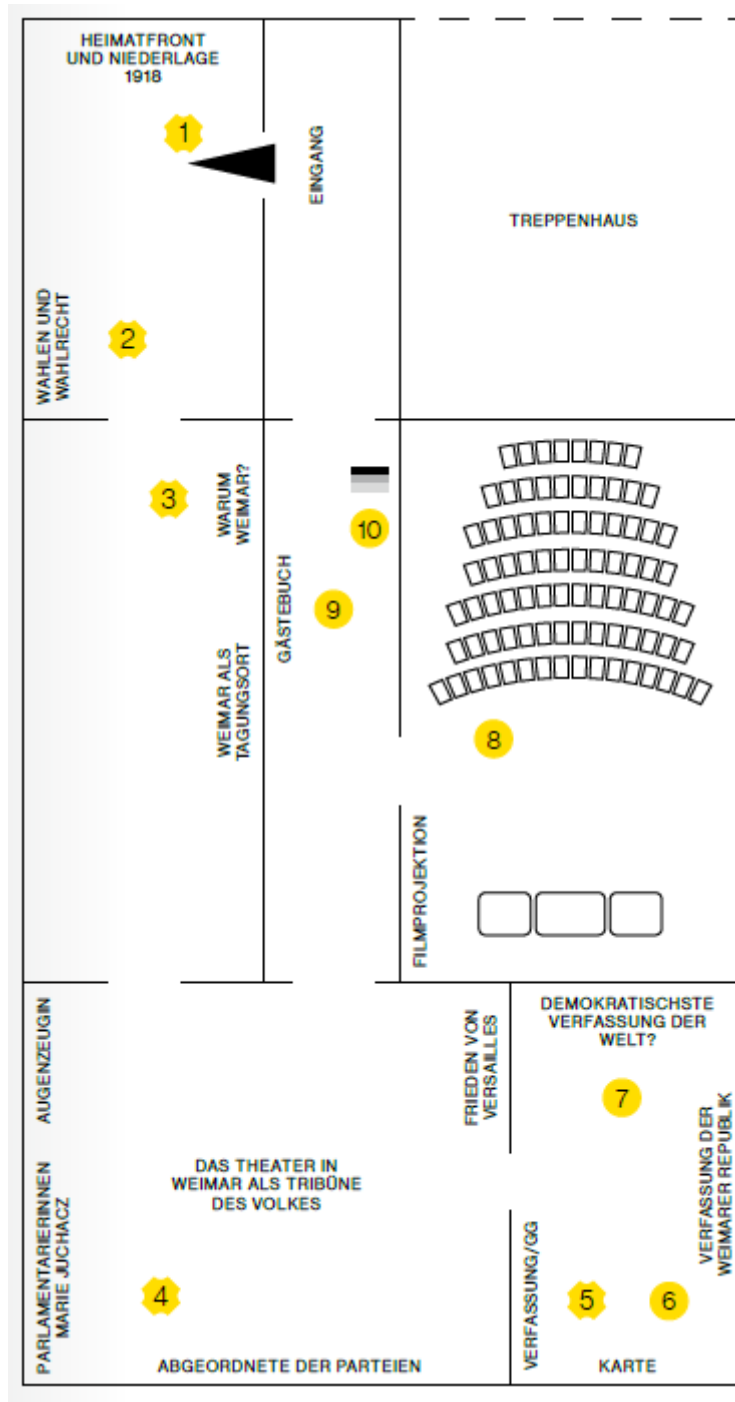 HEIMATFRONT
UND NIEDERLAGE
1918
1
EINGANG
TREPPENHAUS
WAHLEN UND
WAHLRECHT
2
3
WARUM
WEIMAR?
10
GÄSTEBUCH
9
WEIMAR ALS
TAGUNGSORT
8
FILMPROJEKTION
AUGENZEUGIN
FRIEDEN VON
VERSAILLES
DEMOKRATISCHSTE
VERFASSUNG DER
WELT?
7
VERFASSUNG DER
WEIMARER REPUBLIK
DAS THEATER IN
WEIMAR ALS TRIBÜNE
DES VOLKES
PARLAMENTARIERINNEN
MARIE JUCHACZ
4
VERFASSUNG/GG
5
6
ABGEORDNETE DER PARTEIEN
KARTE